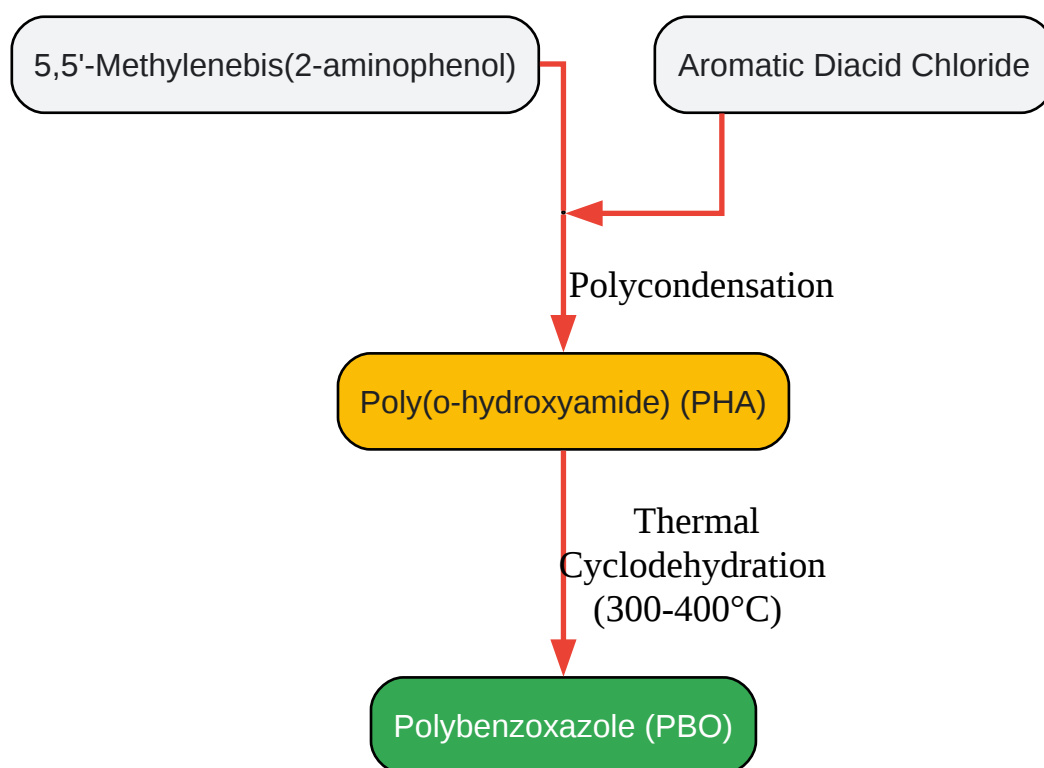 5,5'-Methylenebis(2-aminophenol)
Aromatic Diacid Chloride
Polycondensation
Poly(o-hydroxyamide) (PHA)
Thermal
Cyclodehydration
(300-400°C)
Polybenzoxazole (PBO)